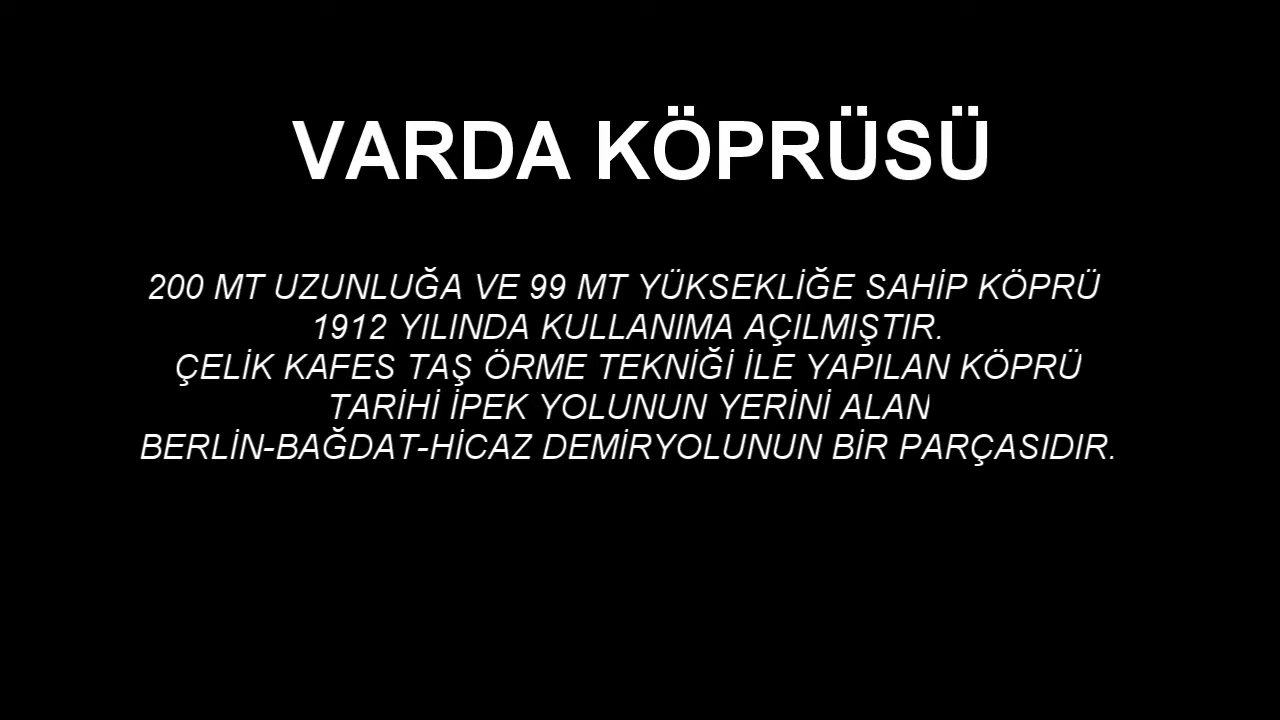 VARDA KÖPRÜSÜ
200 MT UZUNLUĞA VE 99 MT YÜKSEKLİĞE SAHİP KÖPRÜ
1912 YILINDA KULLANIMA AÇILMIŞTIR.
ÇELİK KAFES TAŞ ÖRME TEKNİĞİ İLE YAPILAN KÖPRÜ
TARİHİ İPEK YOLUNUN YERİNİ ALAN
BERLİN-BAĞDAT-HİCAZ DEMİRYOLUNUN BİR PARÇASIDIR.